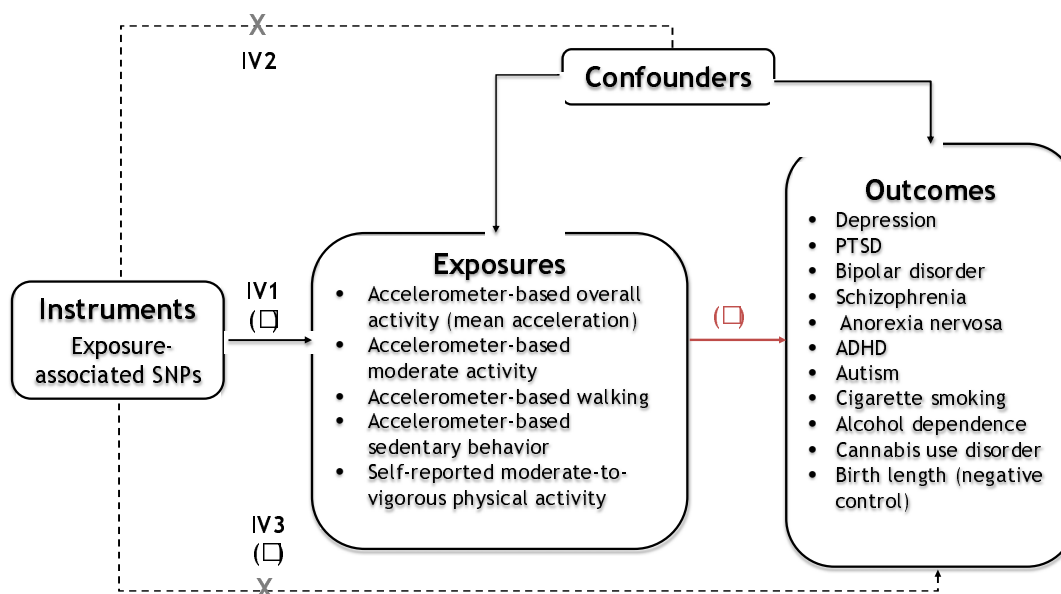 X
IV2
Confounders
Instruments
Exposure-
associated SNPs
IV1
(□)
Exposures
• Accelerometer-based overall
activity (mean acceleration)
• Accelerometer-based
moderate activity
• Accelerometer-based walking
• Accelerometer-based
sedentary behavior
• Self-reported moderate-to-
vigorous physical activity
(□)
Outcomes
• Depression
• PTSD
• Bipolar disorder
• Schizophrenia
• Anorexia nervosa
• ADHD
• Autism
• Cigarette smoking
• Alcohol dependence
• Cannabis use disorder
• Birth length (negative
control)
IV3
(□)
X